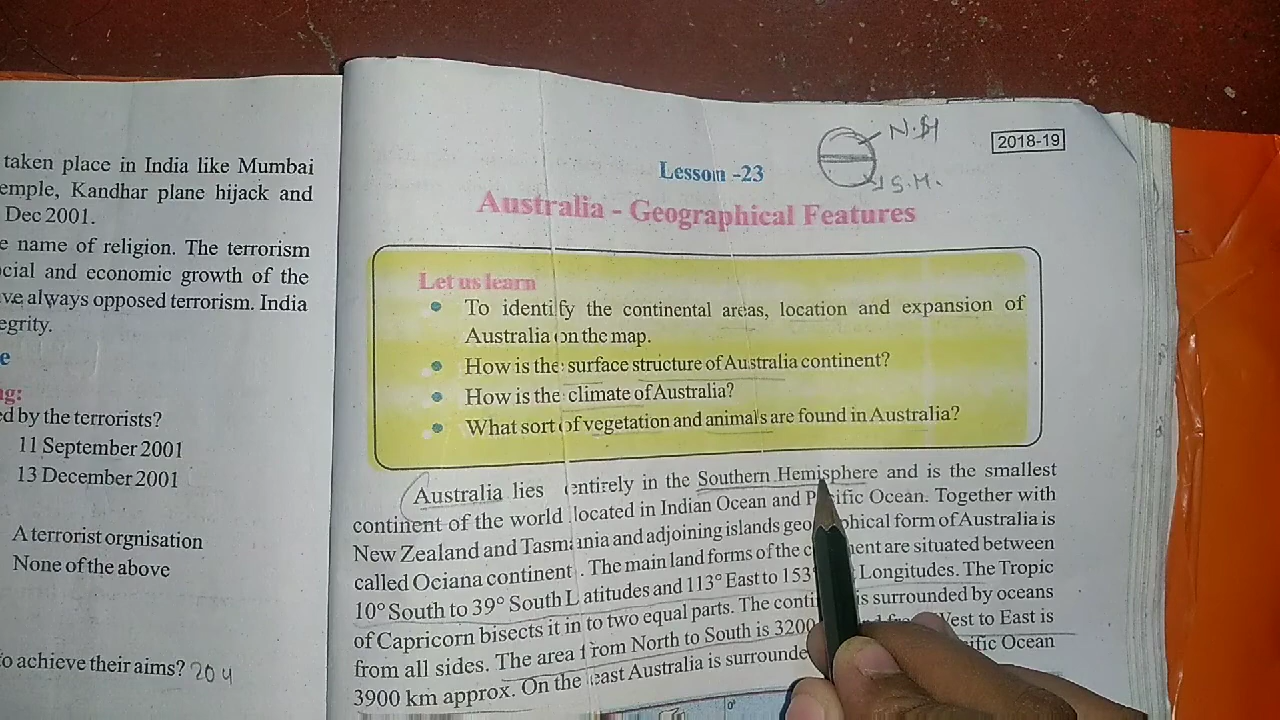 taken place in India like Mumbai
emple, Kandhar plane hijack and
Dec 2001.
e name of religion. The terrorism
cial and economic growth of the
ve always opposed terrorism. India
egrity.
e
ng:
ed by the terrorists?
11 September 2001
13 December 2001
A terrorist orgnisation
None of the above
o achieve their aims? 204
N.H
S.H.
2018-19
Lesson -23
Australia - Geographical Features
Let us learn
To identify the continental areas, location and expansion of
Australia on the map.
How is the surface structure of Australia continent?
How is the climate of Australia?
What sort of vegetation and animals are found in Australia?
Australia lies entirely in the Southern Hemisphere and is the smallest
continent of the world located in Indian Ocean and Pacific Ocean. Together with
New Zealand and Tasmania and adjoining islands geographical form of Australia is
called Ociana continent. The main land forms of the are situated between
10° South to 39° South Latitudes and 113° East to 153° Longitudes. The Tropic
of Capricorn bisects it in to two equal parts. The is surrounded by oceans
from all sides. The area from North to South is 3200 West to East is
3900 km approx. On the east Australia is Ocean
0°